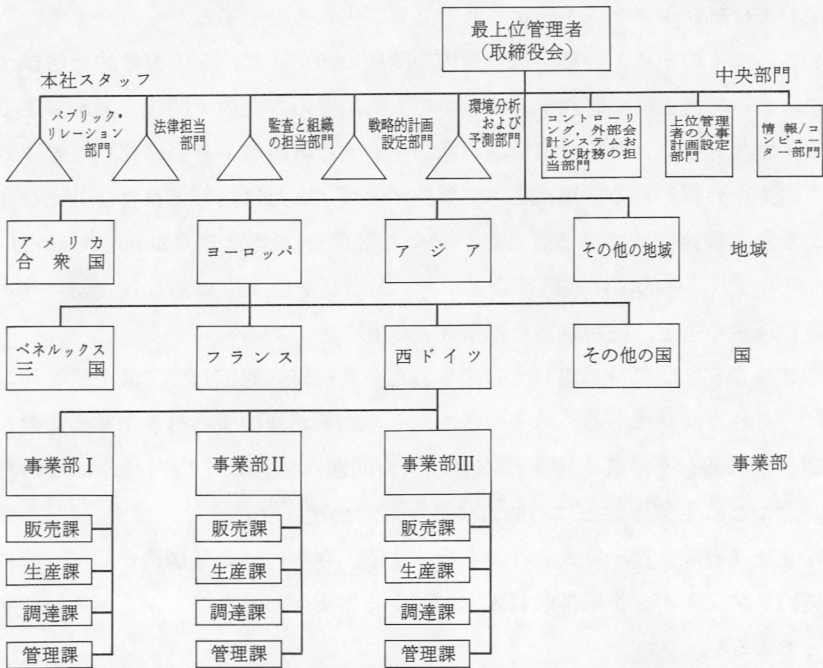 最上位管理者
(取締役会)
本社スタッフ
中央部門
パブリック・
リレーション
部門
法律担当
部門
監査と組織
の担当部門
戦略的計画
設定部門
環境分析
および
予測部門
コントローリ
ング，外部会
計システムお
よび財務の担
当部門
上位管理
者の人事
計画設定
部門
情報/コ
ンピュー
ター部門
アメリカ
合衆国
ヨーロッパ
アジア
その他の地域
地域
ベネルックス
三国
フランス
西ドイツ
その他の国
国
事業部Ⅰ
事業部Ⅱ
事業部Ⅲ
事業部
販売課
販売課
販売課
生産課
生産課
生産課
調達課
調達課
調達課
管理課
管理課
管理課